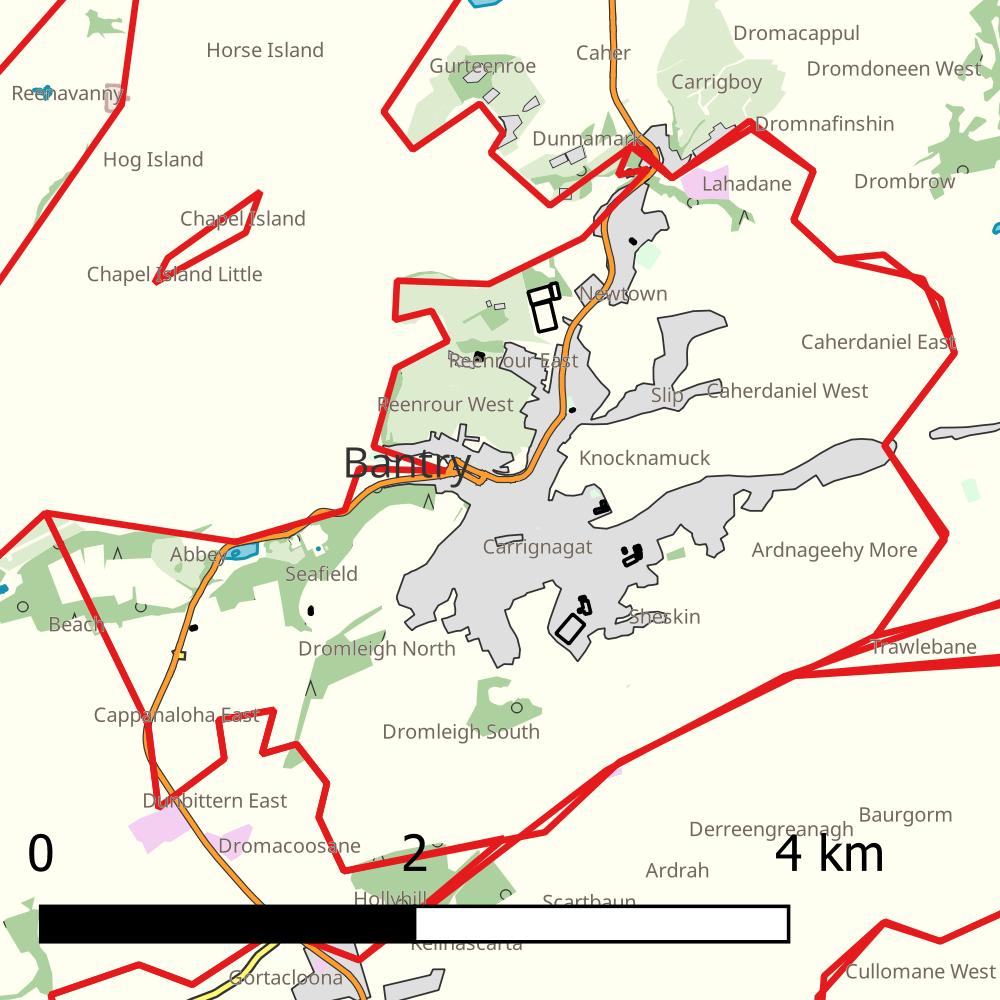 Dromacappul
Horse Island
Caher
Gurteenroe
Dromdoneen West
Carrigboy
Reenavanny
Dromnafinshin
Dunnamark
Hog Island
Lahadane
Drombrow
Chapel Island
Chapel Island Little
Newtown
Caherdaniel East
Reenrour East
Caherdaniel West
Slip
Reenrour West
Bantry
Knocknamuck
Carrignagat
Ardnageehy More
Abbey
Seafield
Sheskin
Beach
Dromleigh North
Trawlebane
Cappanaloha East
Dromleigh South
Dunbittern East
Baurgorm
Derreengreanagh
Dromacoosane
0 2 4 km
Ardrah
Hollyhill
Scartbaun
Keilnascarta
Gortacloona
Cullomane West